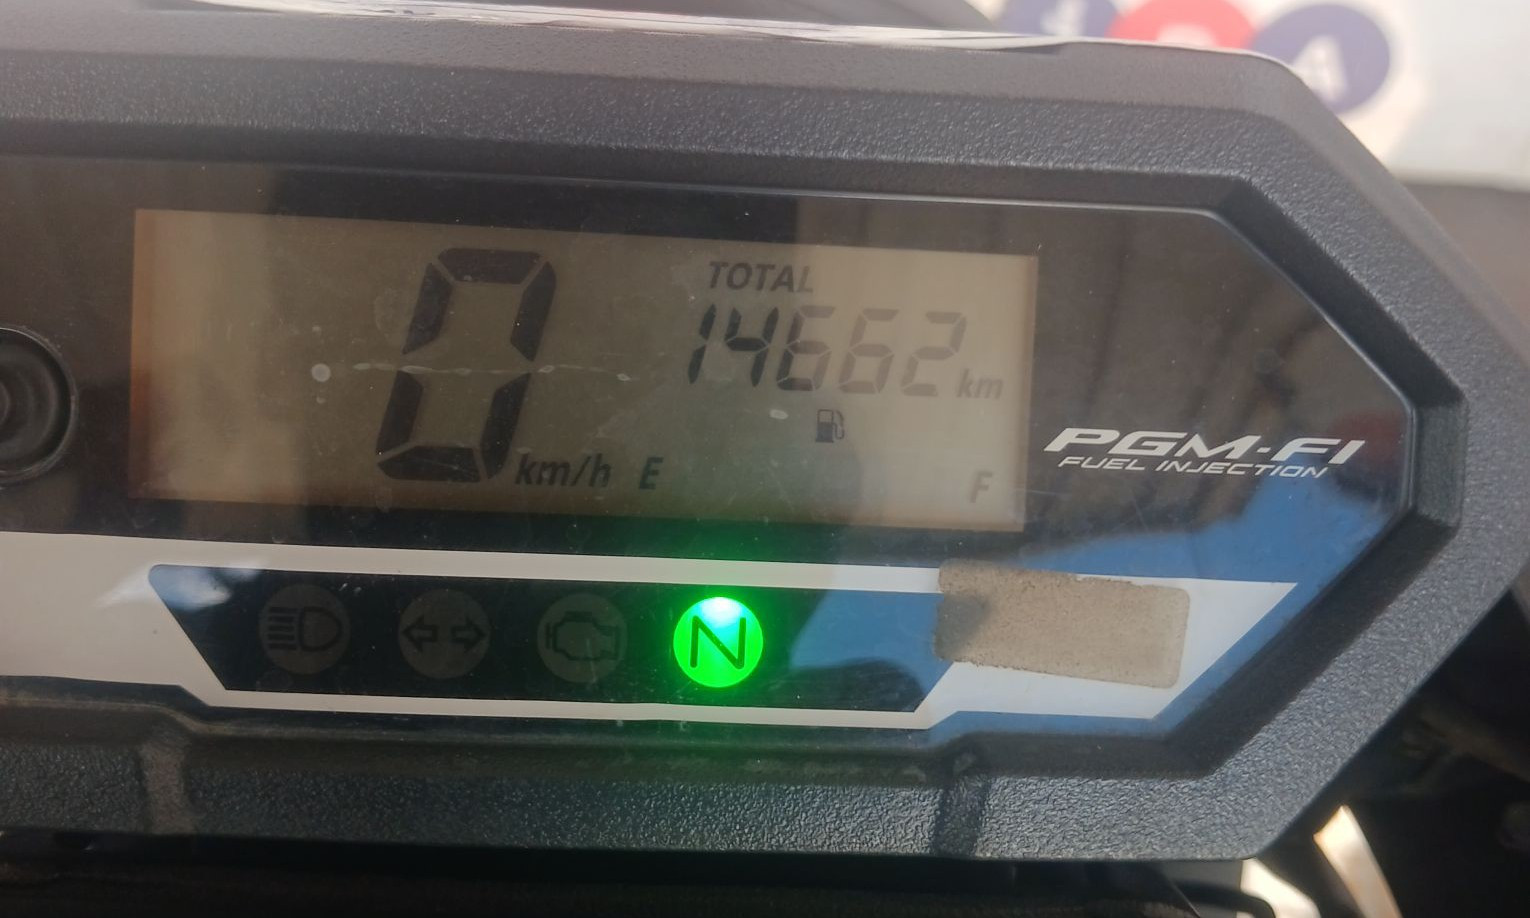 TOTAL
0 km/h
14662 km
E F
PGM-FI
FUEL INJECTION
N